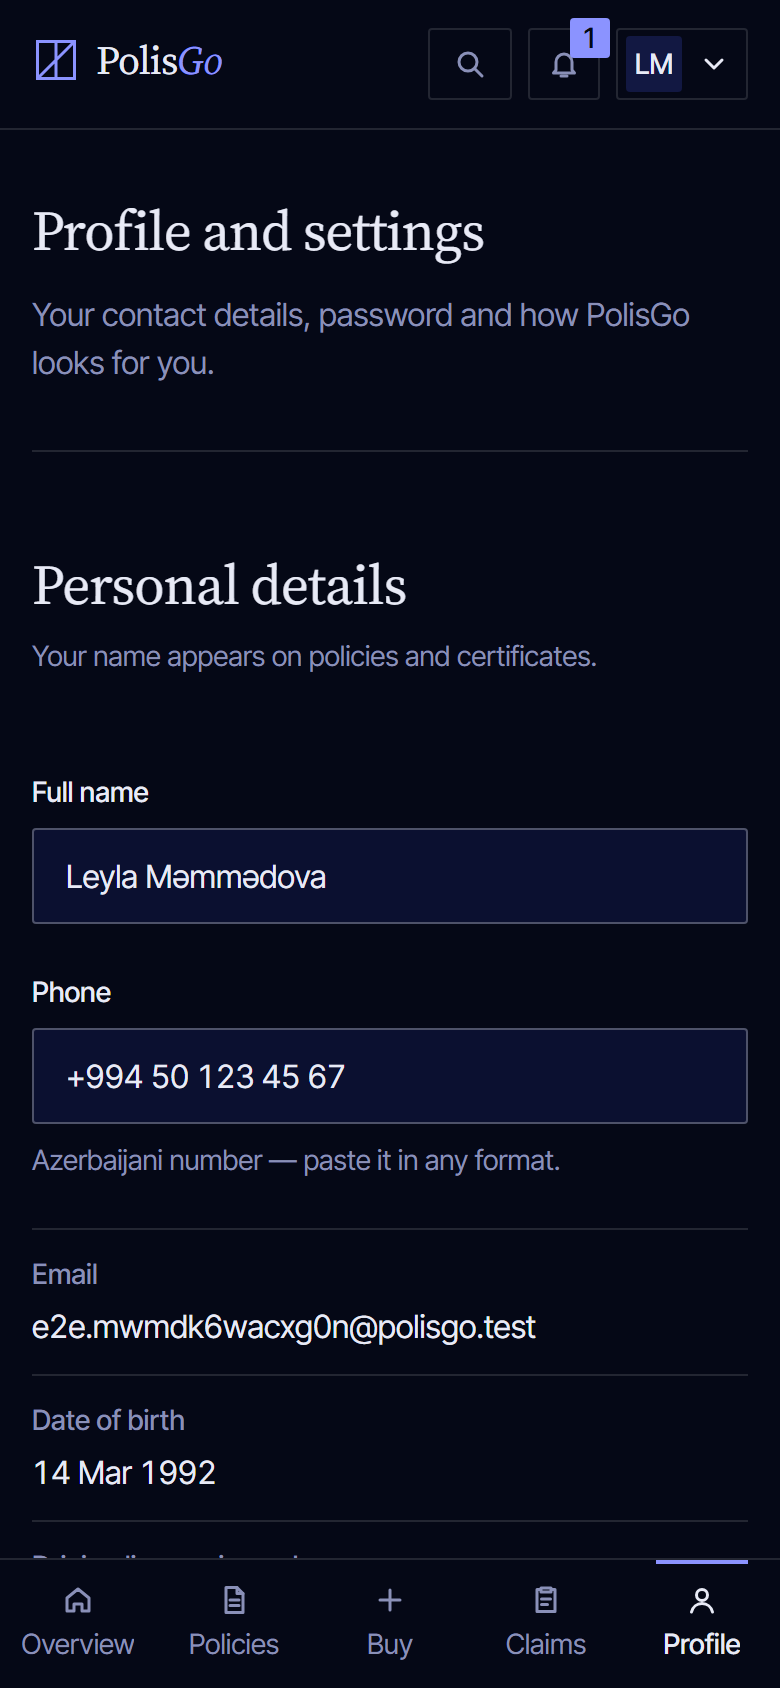 PolisGo
1
LM
Profile and settings
Your contact details, password and how PolisGo
looks for you.
Personal details
Your name appears on policies and certificates.
Full name
Leyla Məmmədova
Phone
+994 50 123 45 67
Azerbaijani number — paste it in any format.
Email
e2e.mwmdk6wacxg0n@polisgo.test
Date of birth
14 Mar 1992
Overview
Policies
Buy
Claims
Profile